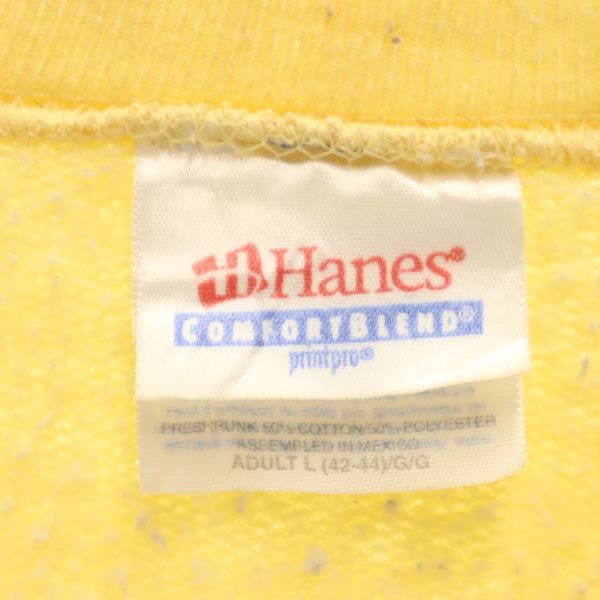 Hanes®
COMFORTBLEND®
printpro®
PRESHRUNK 50% COTTON/50% POLYESTER
ASSEMBLED IN MEXICO
ADULT L (42-44)/G/G